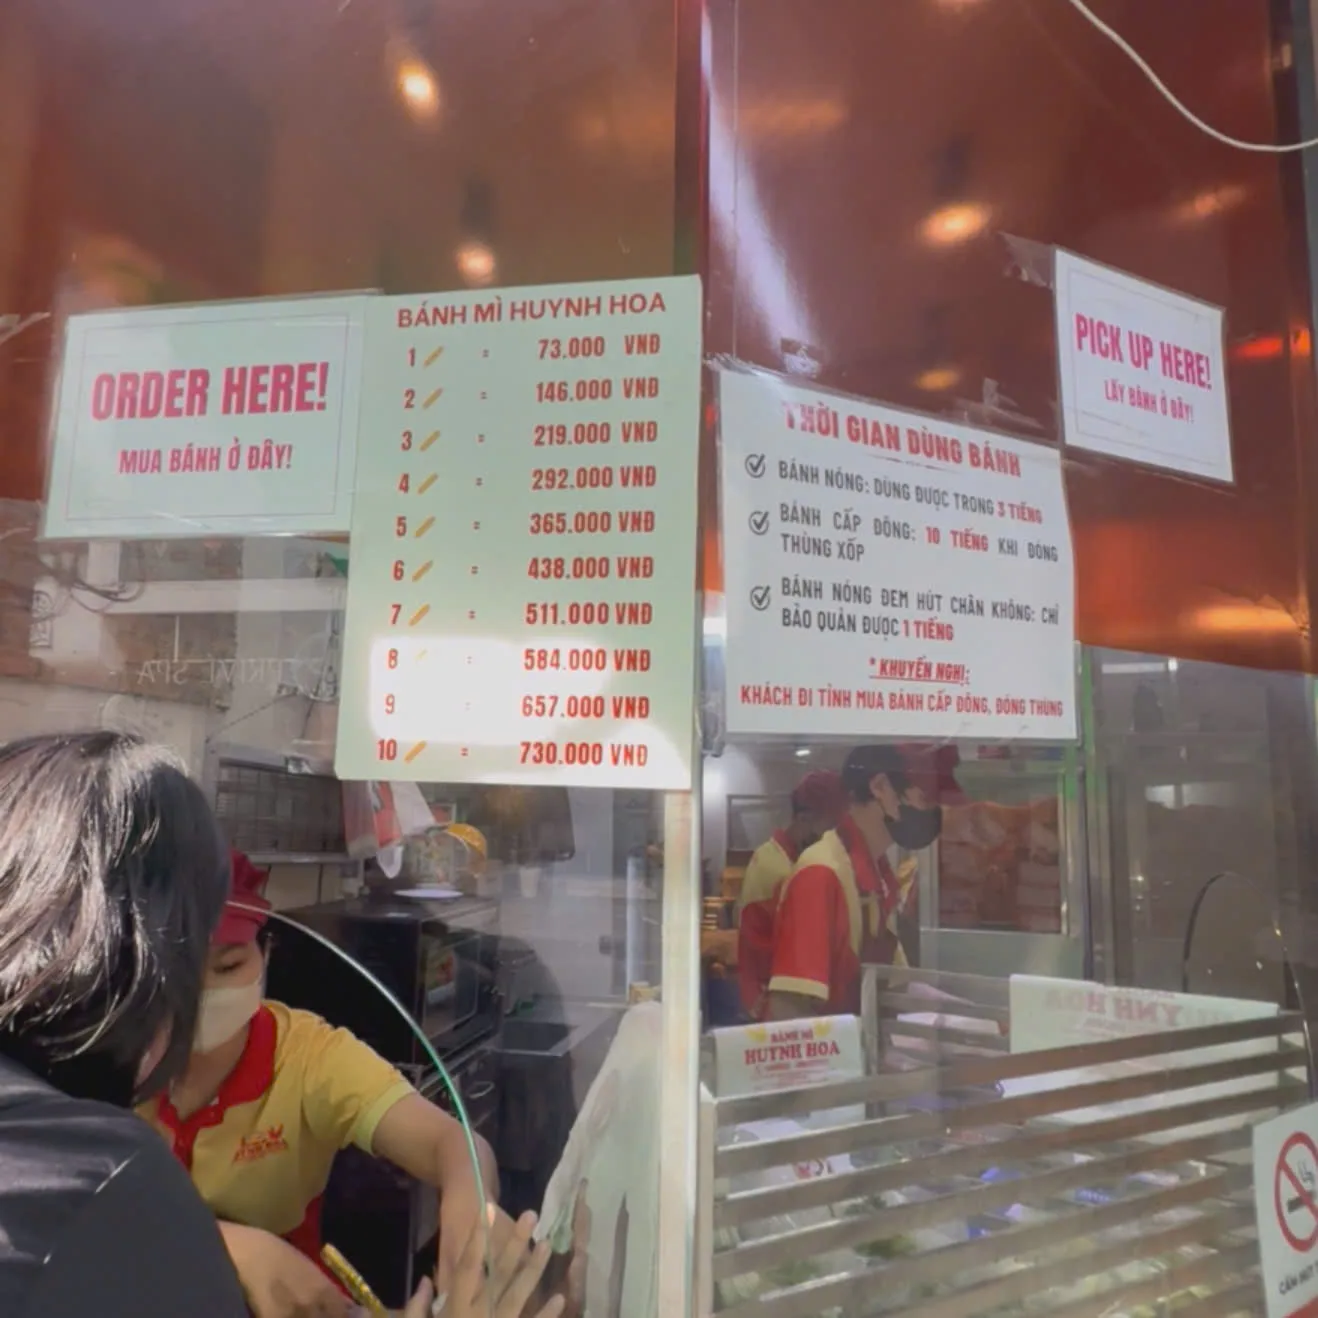 ORDER HERE!
MUA BÁNH Ở ĐÂY!
BÁNH MÌ HUYNH HOA
1 = 73.000 VNĐ
2 = 146.000 VNĐ
3 = 219.000 VNĐ
4 = 292.000 VNĐ
5 = 365.000 VNĐ
6 = 438.000 VNĐ
7 = 511.000 VNĐ
8 = 584.000 VNĐ
9 = 657.000 VNĐ
10 = 730.000 VNĐ
THỜI GIAN DÙNG BÁNH
BÁNH NÓNG: DÙNG ĐƯỢC TRONG 3 TIẾNG
BÁNH CẤP ĐÔNG: 10 TIẾNG KHI ĐÓNG
THÙNG XỐP
BÁNH NÓNG ĐEM HÚT CHÂN KHÔNG: CHỈ
BẢO QUẢN ĐƯỢC 1 TIẾNG
* KHUYẾN NGHỊ:
KHÁCH ĐI TỈNH MUA BÁNH CẤP ĐÔNG, ĐÓNG THÙNG
PICK UP HERE!
LẤY BÁNH Ở ĐÂY!
BÁNH MÌ
HUYNH HOA